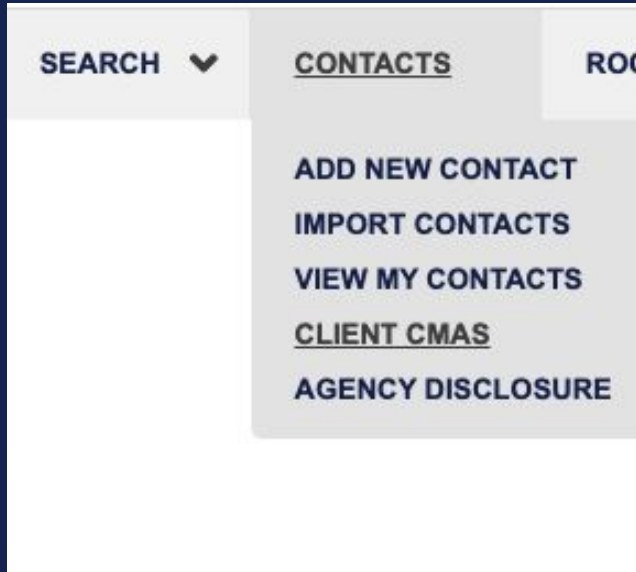 SEARCH CONTACTS
ADD NEW CONTACT
IMPORT CONTACTS
VIEW MY CONTACTS
CLIENT CMAS
AGENCY DISCLOSURE